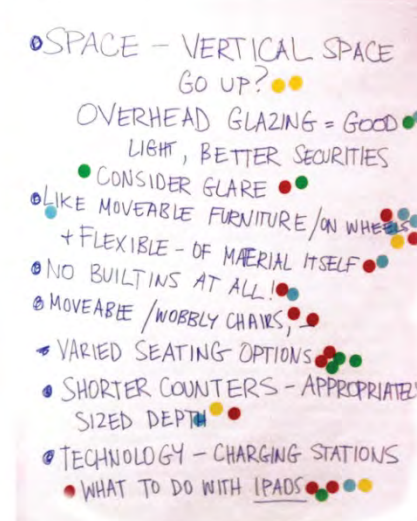 SPACE - VERTICAL SPACE
GO UP?
OVERHEAD GLAZING = GOOD
LIGHT, BETTER SECURITIES
CONSIDER GLARE
LIKE MOVEABLE FURNITURE/ON WHEELS
+ FLEXIBLE - OF MATERIAL ITSELF
NO BUILTINS AT ALL!
MOVEABLE / WOBBLY CHAIRS,
VARIED SEATING OPTIONS
SHORTER COUNTERS - APPROPRIATELY
SIZED DEPTH
TECHNOLOGY - CHARGING STATIONS
WHAT TO DO WITH IPADS